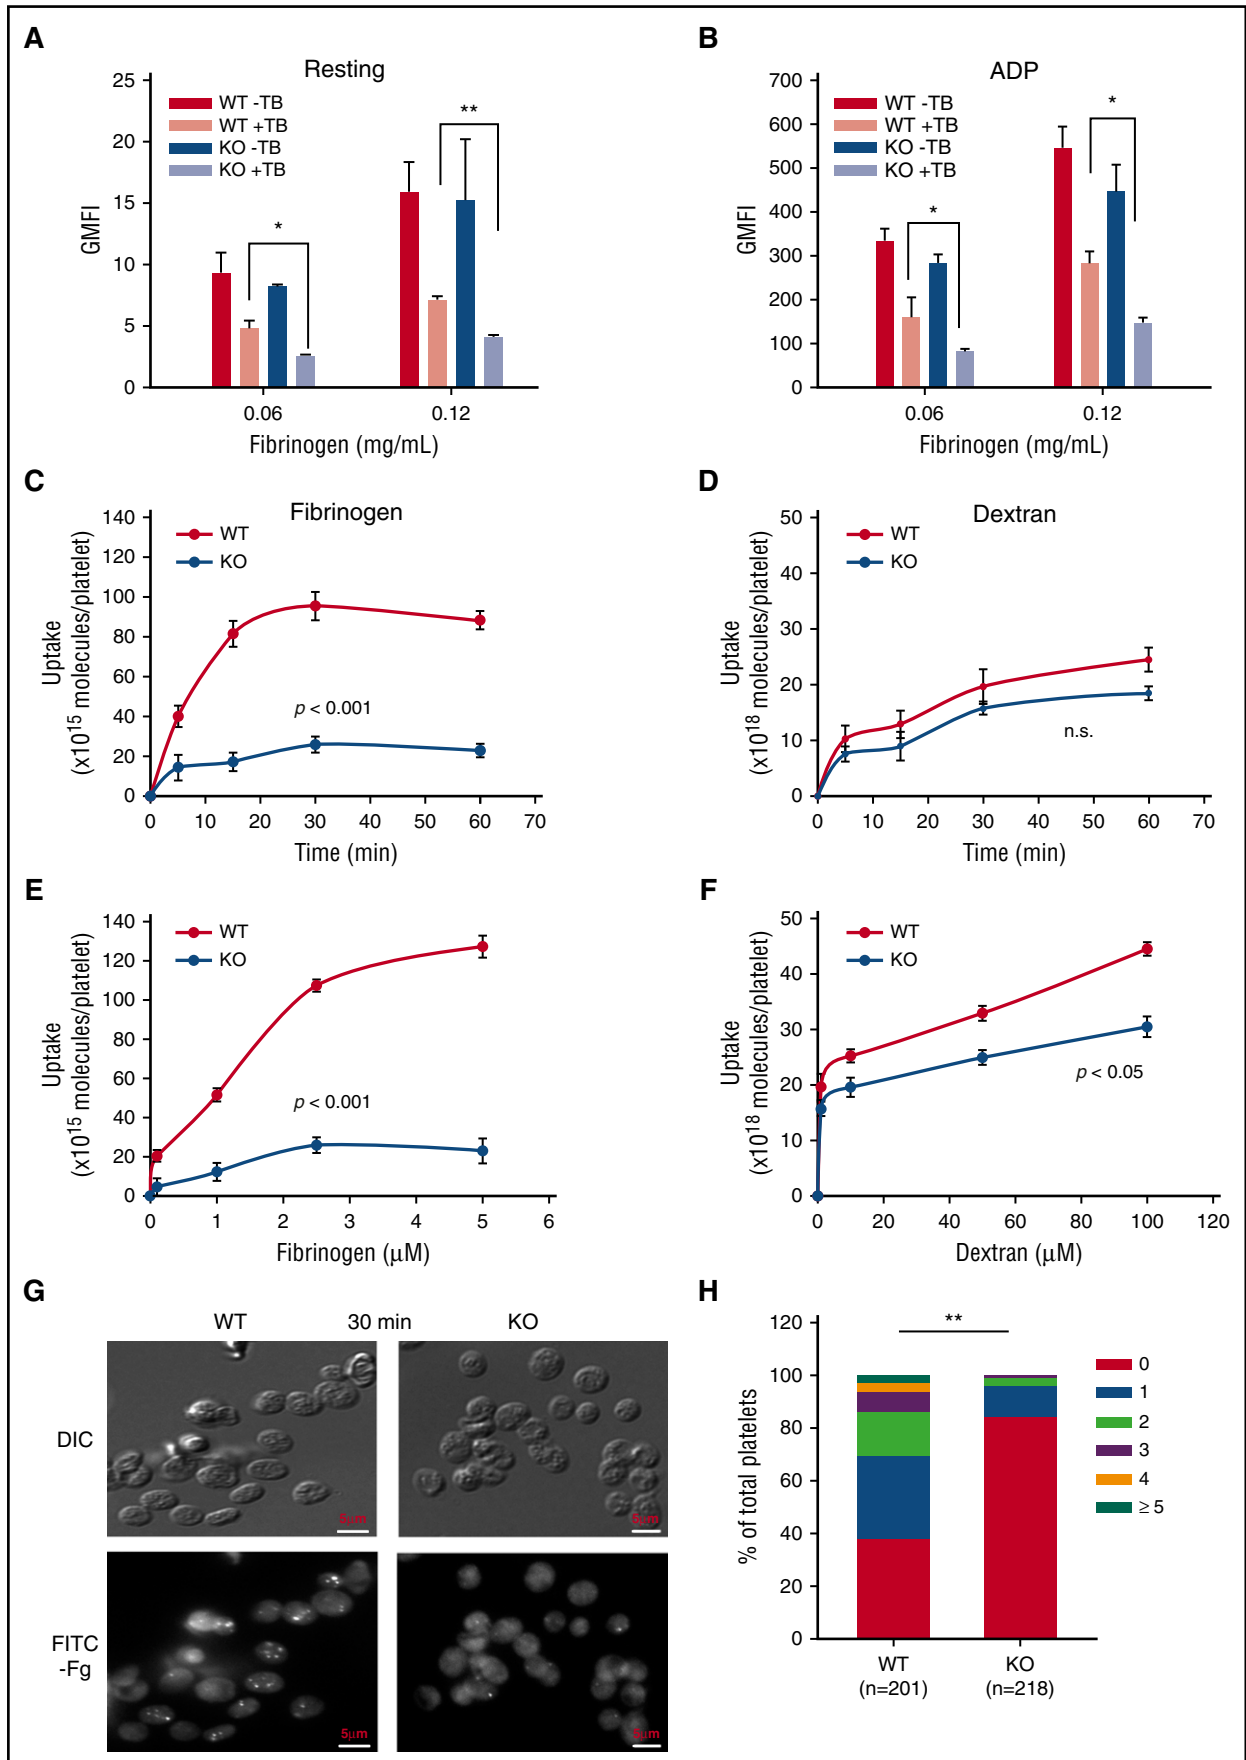 A
Resting
WT -TB
WT +TB
KO -TB
KO +TB
25
20
15
10
5
0
GMFI
*
**
0.06
0.12
Fibrinogen (mg/mL)
B
ADP
WT -TB
WT +TB
KO -TB
KO +TB
700
600
500
400
300
200
100
0
GMFI
*
*
0.06
0.12
Fibrinogen (mg/mL)
C
Fibrinogen
WT
KO
140
120
100
80
60
40
20
0
Uptake
(x10¹⁵ molecules/platelet)
p < 0.001
0 10 20 30 40 50 60 70
Time (min)
D
Dextran
WT
KO
50
40
30
20
10
0
Uptake
(x10¹⁸ molecules/platelet)
n.s.
0 10 20 30 40 50 60 70
Time (min)
E
WT
KO
140
120
100
80
60
40
20
0
Uptake
(x10¹⁵ molecules/platelet)
p < 0.001
0 1 2 3 4 5 6
Fibrinogen (μM)
F
WT
KO
50
40
30
20
10
0
Uptake
(x10¹⁸ molecules/platelet)
p < 0.05
0 20 40 60 80 100 120
Dextran (μM)
G
WT 30 min KO
DIC
5μm
5μm
FITC
-Fg
5μm
5μm
H
120
100
80
60
40
20
0
% of total platelets
**
0
1
2
3
4
≥ 5
WT
(n=201)
KO
(n=218)